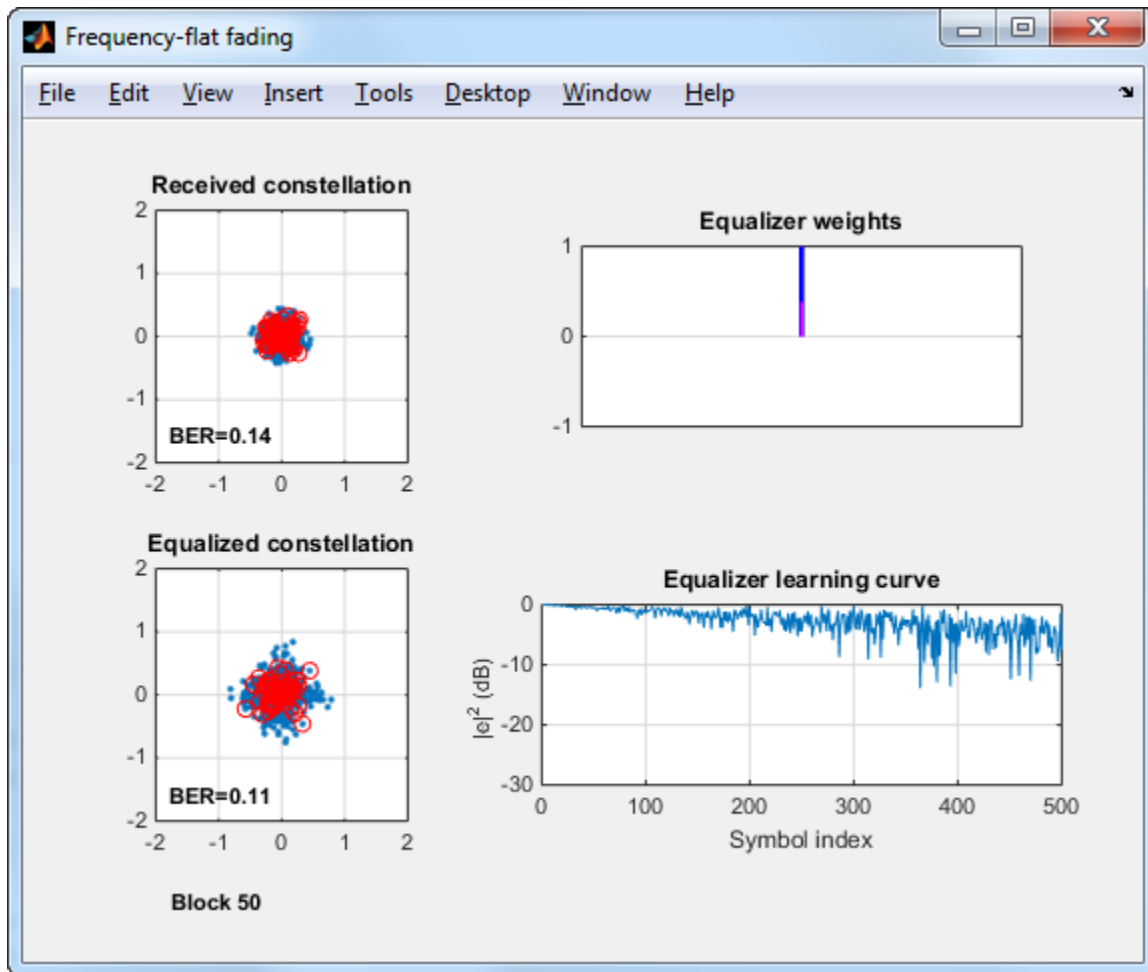 Frequency-flat fading
File Edit View Insert Tools Desktop Window Help
Received constellation
2
1
0
-1
-2
-2 -1 0 1 2
BER=0.14
Equalizer weights
1
0
-1
Equalized constellation
2
1
0
-1
-2
-2 -1 0 1 2
BER=0.11
Equalizer learning curve
0
-10
-20
-30
|e|² (dB)
0 100 200 300 400 500
Symbol index
Block 50